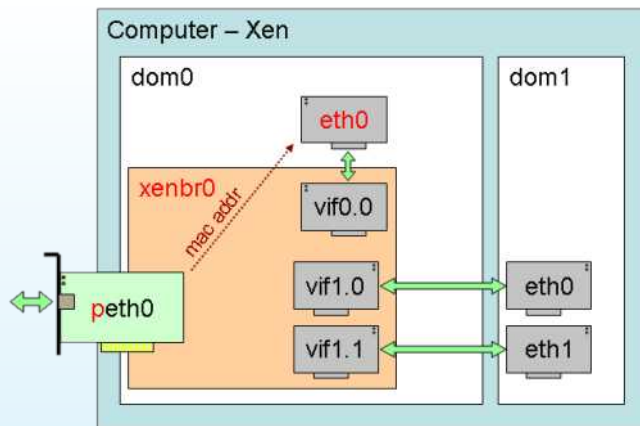 Computer – Xen
dom0
dom1
eth0
xenbr0
mac addr
vif0.0
peth0
vif1.0
eth0
vif1.1
eth1